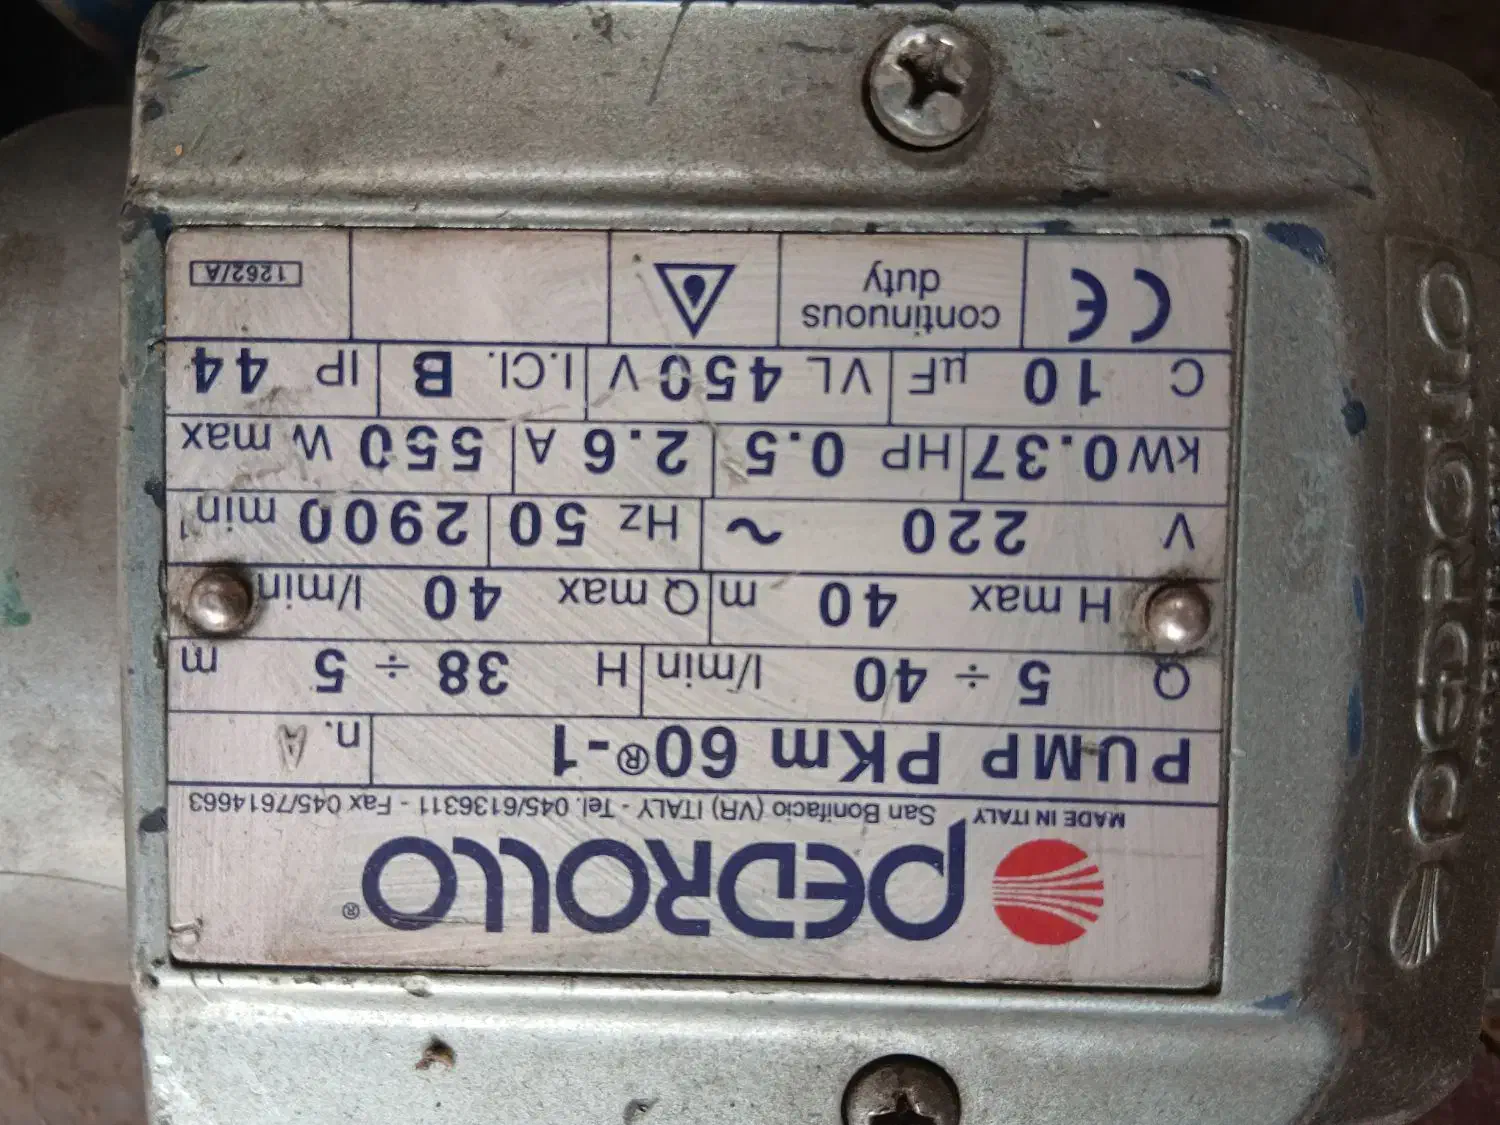 PEDROLLO®
MADE IN ITALY San Bonifacio (VR) ITALY - Tel. 045/6136311 - Fax 045/7614663
PUMP PKm 60®-1 n. A
Q 5 ÷ 40 l/min H 38 ÷ 5 m
H max 40 m Q max 40 l/min
V 220 ~ Hz 50 2900 min-1
kW 0.37 HP 0.5 2.6 A 550 W max
C 10 µF VL 450 V I.Cl. B IP 44
CE continuous duty 1262/A
PEDROLLO